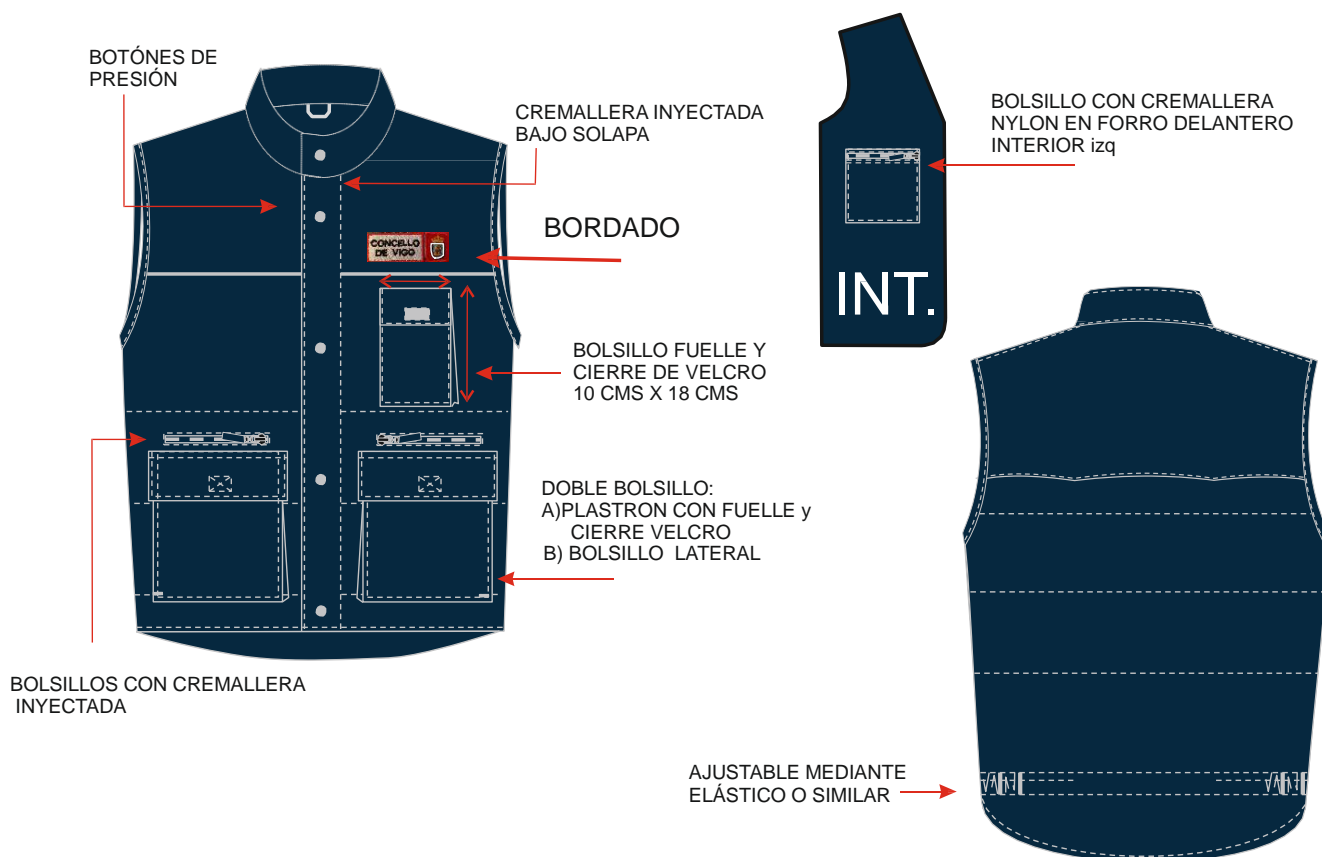 BOTÓNES DE
PRESIÓN
CREMALLERA INYECTADA
BAJO SOLAPA
BORDADO
CONCELLO
DE VIGO
BOLSILLO FUELLE Y
CIERRE DE VELCRO
10 CMS X 18 CMS
DOBLE BOLSILLO:
A)PLASTRON CON FUELLE y
CIERRE VELCRO
B) BOLSILLO LATERAL
BOLSILLOS CON CREMALLERA
INYECTADA
BOLSILLO CON CREMALLERA
NYLON EN FORRO DELANTERO
INTERIOR izq
INT.
AJUSTABLE MEDIANTE
ELÁSTICO O SIMILAR